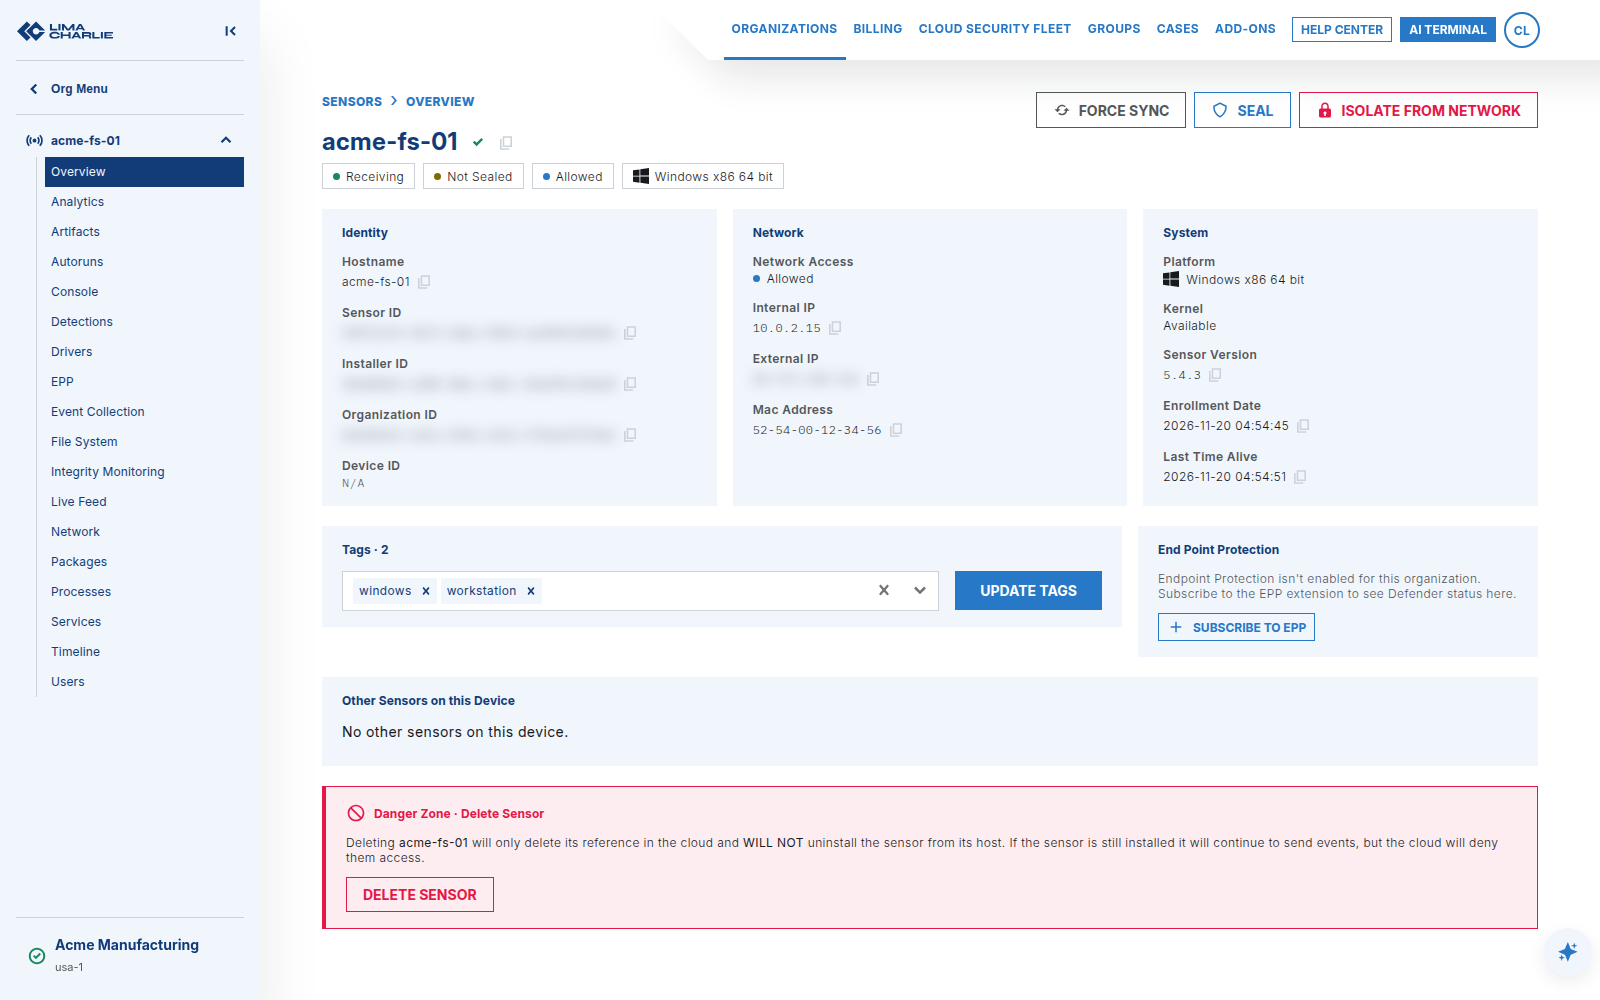 LIMA
CHARLIE
Org Menu
acme-fs-01
Overview
Analytics
Artifacts
Autoruns
Console
Detections
Drivers
EPP
Event Collection
File System
Integrity Monitoring
Live Feed
Network
Packages
Processes
Services
Timeline
Users
Acme Manufacturing
usa-1
ORGANIZATIONS BILLING CLOUD SECURITY FLEET GROUPS CASES ADD-ONS HELP CENTER AI TERMINAL CL
SENSORS OVERVIEW
FORCE SYNC SEAL ISOLATE FROM NETWORK
acme-fs-01
Receiving Not Sealed Allowed Windows x86 64 bit
Identity
Hostname
acme-fs-01
Sensor ID
Installer ID
Organization ID
Device ID
N/A
Network
Network Access
Allowed
Internal IP
10.0.2.15
External IP
Mac Address
52-54-00-12-34-56
System
Platform
Windows x86 64 bit
Kernel
Available
Sensor Version
5.4.3
Enrollment Date
2026-11-20 04:54:45
Last Time Alive
2026-11-20 04:54:51
Tags · 2
windows workstation
UPDATE TAGS
End Point Protection
Endpoint Protection isn't enabled for this organization.
Subscribe to the EPP extension to see Defender status here.
SUBSCRIBE TO EPP
Other Sensors on this Device
No other sensors on this device.
Danger Zone · Delete Sensor
Deleting acme-fs-01 will only delete its reference in the cloud and WILL NOT uninstall the sensor from its host. If the sensor is still installed it will continue to send events, but the cloud will deny
them access.
DELETE SENSOR